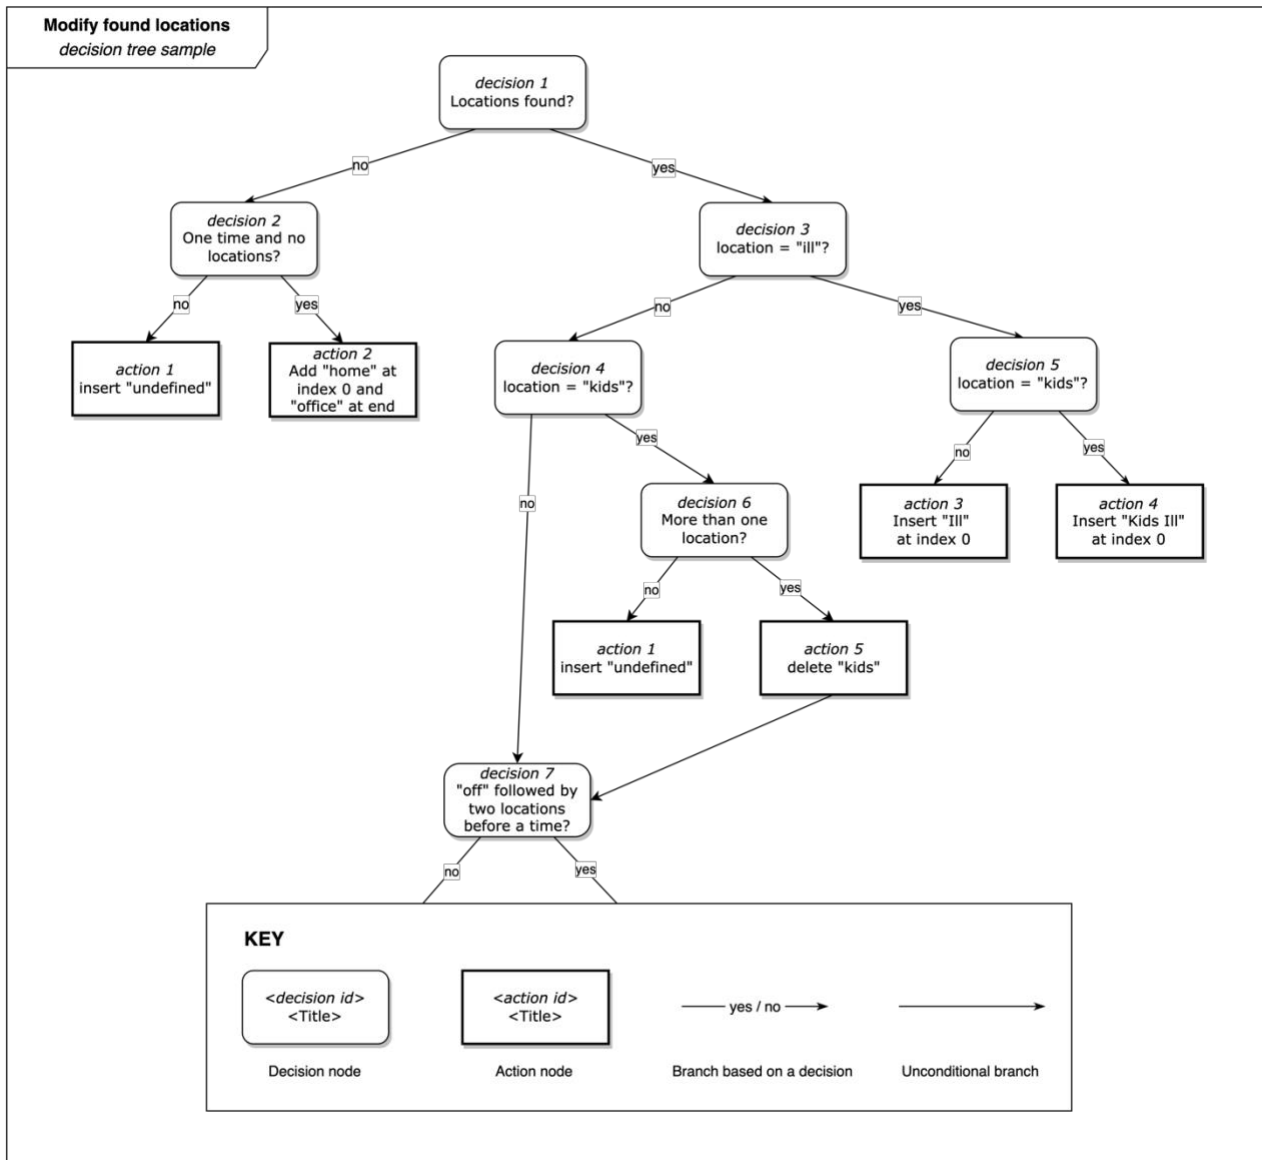 Modify found locations
decision tree sample
decision 1
Locations found?
no
yes
decision 2
One time and no
locations?
decision 3
location = "ill"?
no
yes
no
yes
action 1
insert "undefined"
action 2
Add "home" at
index 0 and
"office" at end
decision 4
location = "kids"?
decision 5
location = "kids"?
yes
no
yes
no
decision 6
More than one
location?
action 3
Insert "Ill"
at index 0
action 4
Insert "Kids Ill"
at index 0
no
yes
action 1
insert "undefined"
action 5
delete "kids"
decision 7
"off" followed by
two locations
before a time?
no
yes
KEY
<decision id>
<Title>
<action id>
<Title>
yes / no
Decision node
Action node
Branch based on a decision
Unconditional branch